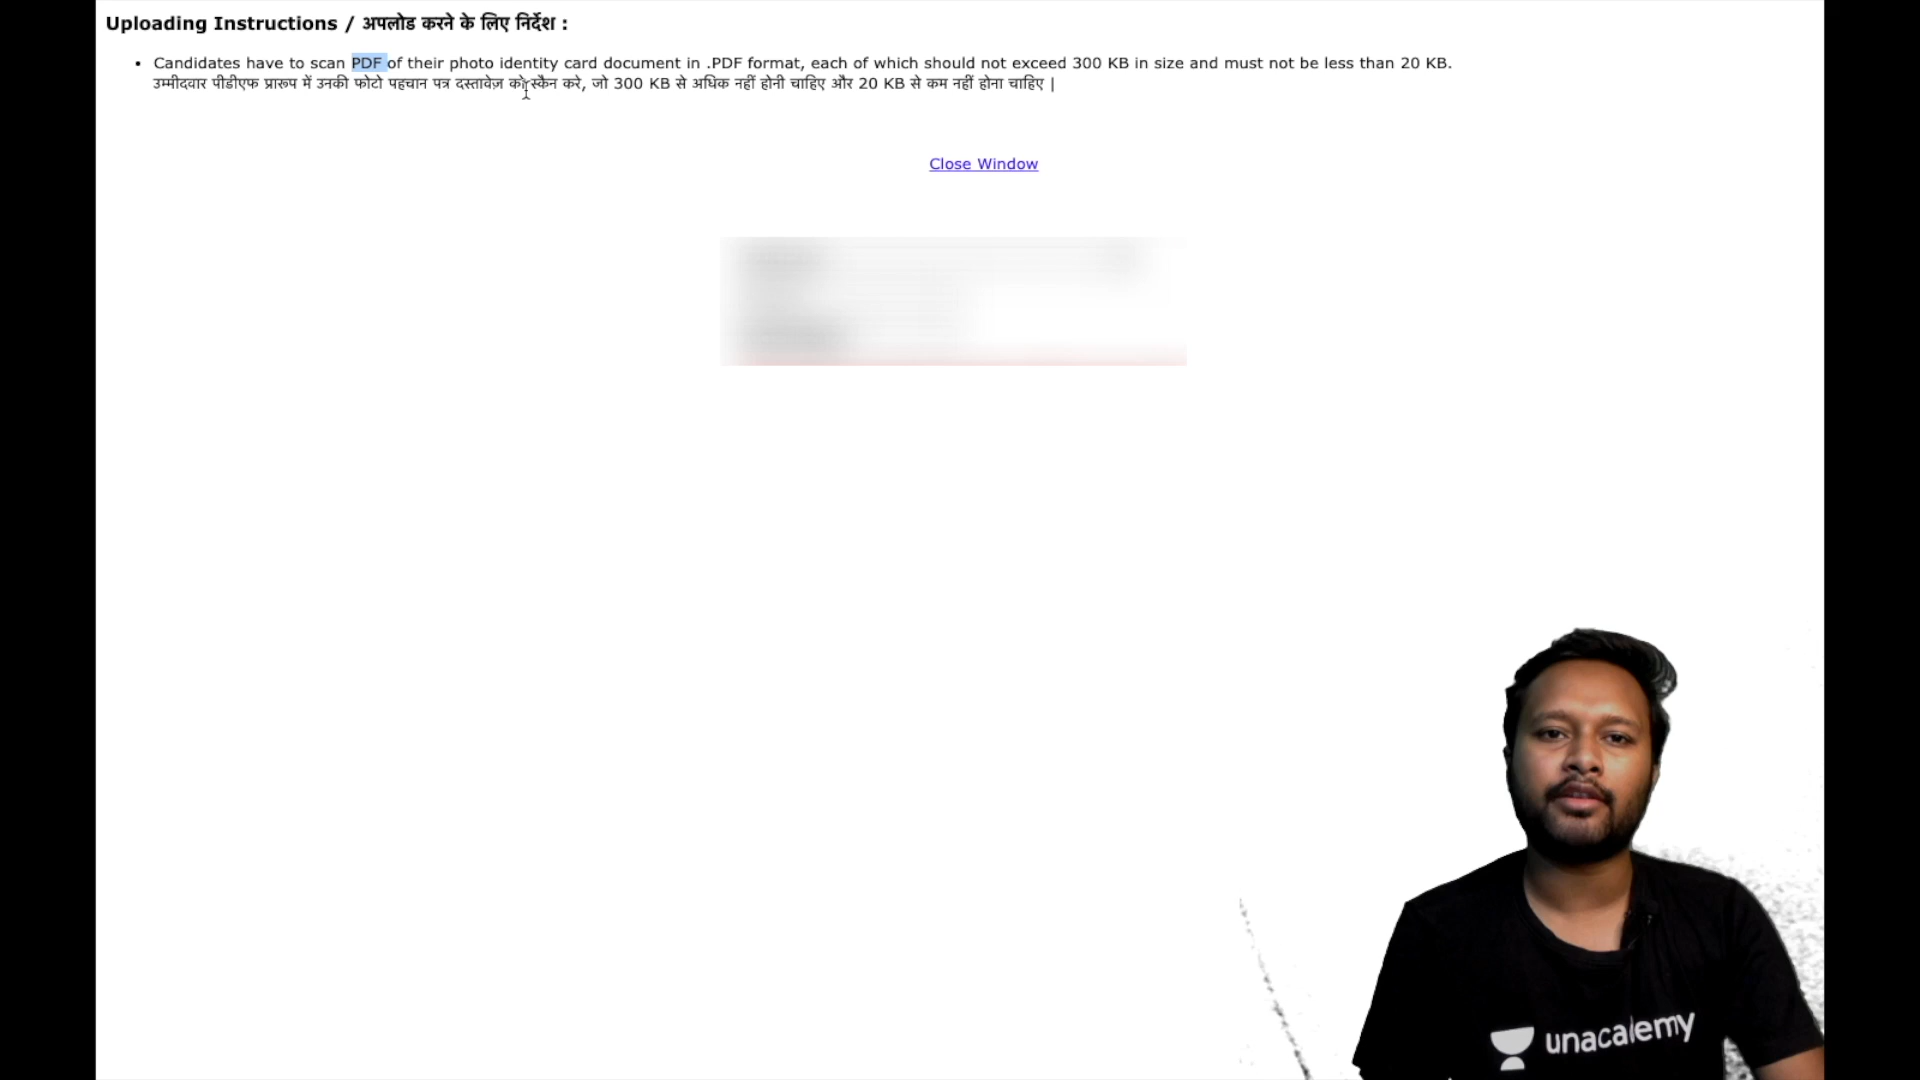 Uploading Instructions / अपलोड करने के लिए निर्देश :
• Candidates have to scan PDF of their photo identity card document in .PDF format, each of which should not exceed 300 KB in size and must not be less than 20 KB.
उम्मीदवार पीडीएफ प्रारूप में उनकी फोटो पहचान पत्र दस्तावेज़ को स्कैन करे, जो 300 KB से अधिक नहीं होनी चाहिए और 20 KB से कम नहीं होना चाहिए |
Close Window
unacademy